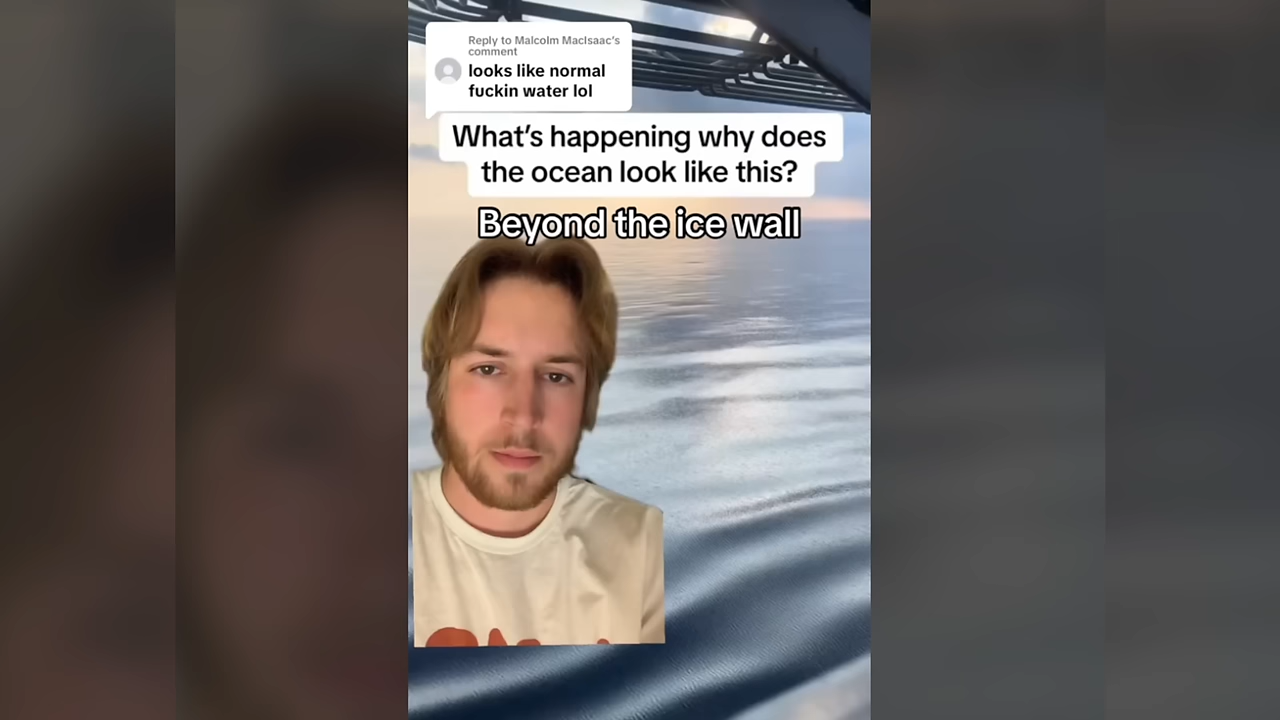 Reply to Malcolm MacIsaac's
comment
looks like normal
fuckin water lol
What's happening why does
the ocean look like this?
Beyond the ice wall